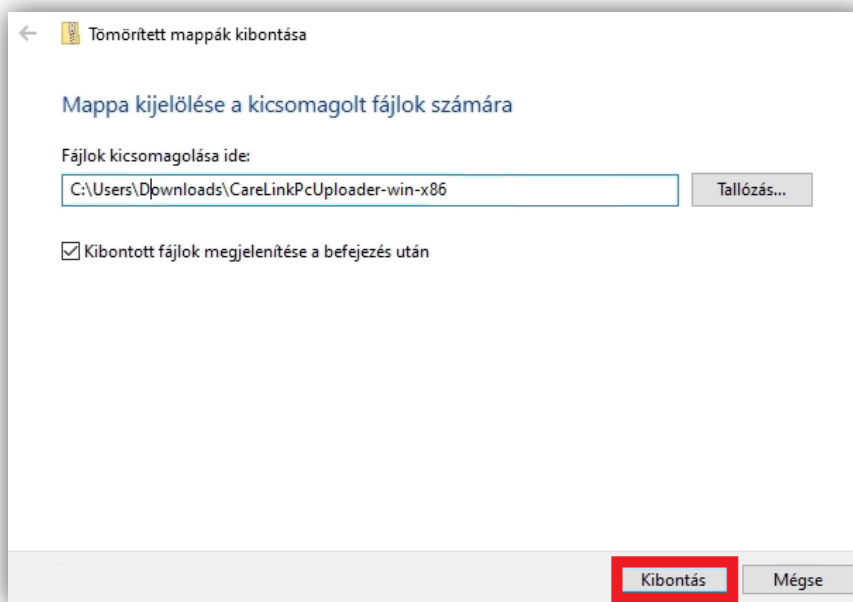 Tömörített mappák kibontása
Mappa kijelölése a kicsomagolt fájlok számára
Fájlok kicsomagolása ide:
C:\Users\Downloads\CareLinkPcUploader-win-x86
Tallózás...
Kibontott fájlok megjelenítése a befejezés után
Kibontás
Mégse